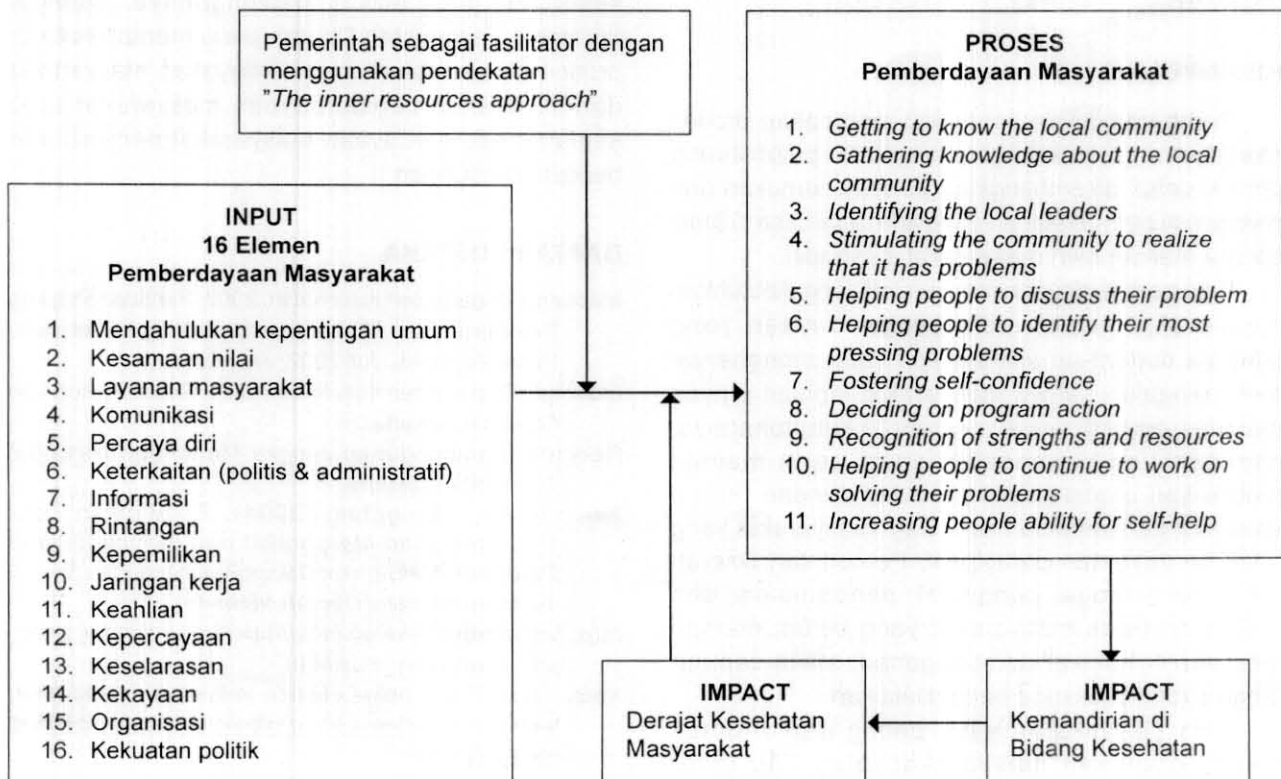 Pemerintah sebagai fasilitator dengan
menggunakan pendekatan
"The inner resources approach"
INPUT
16 Elemen
Pemberdayaan Masyarakat
1. Mendahulukan kepentingan umum
2. Kesamaan nilai
3. Layanan masyarakat
4. Komunikasi
5. Percaya diri
6. Keterkaitan (politis & administratif)
7. Informasi
8. Rintangan
9. Kepemilikan
10. Jaringan kerja
11. Keahlian
12. Kepercayaan
13. Keselarasan
14. Kekayaan
15. Organisasi
16. Kekuatan politik
PROSES
Pemberdayaan Masyarakat
1. Getting to know the local community
2. Gathering knowledge about the local
community
3. Identifying the local leaders
4. Stimulating the community to realize
that it has problems
5. Helping people to discuss their problem
6. Helping people to identify their most
pressing problems
7. Fostering self-confidence
8. Deciding on program action
9. Recognition of strengths and resources
10. Helping people to continue to work on
solving their problems
11. Increasing people ability for self-help
IMPACT
Kemandirian di
Bidang Kesehatan
IMPACT
Derajat Kesehatan
Masyarakat